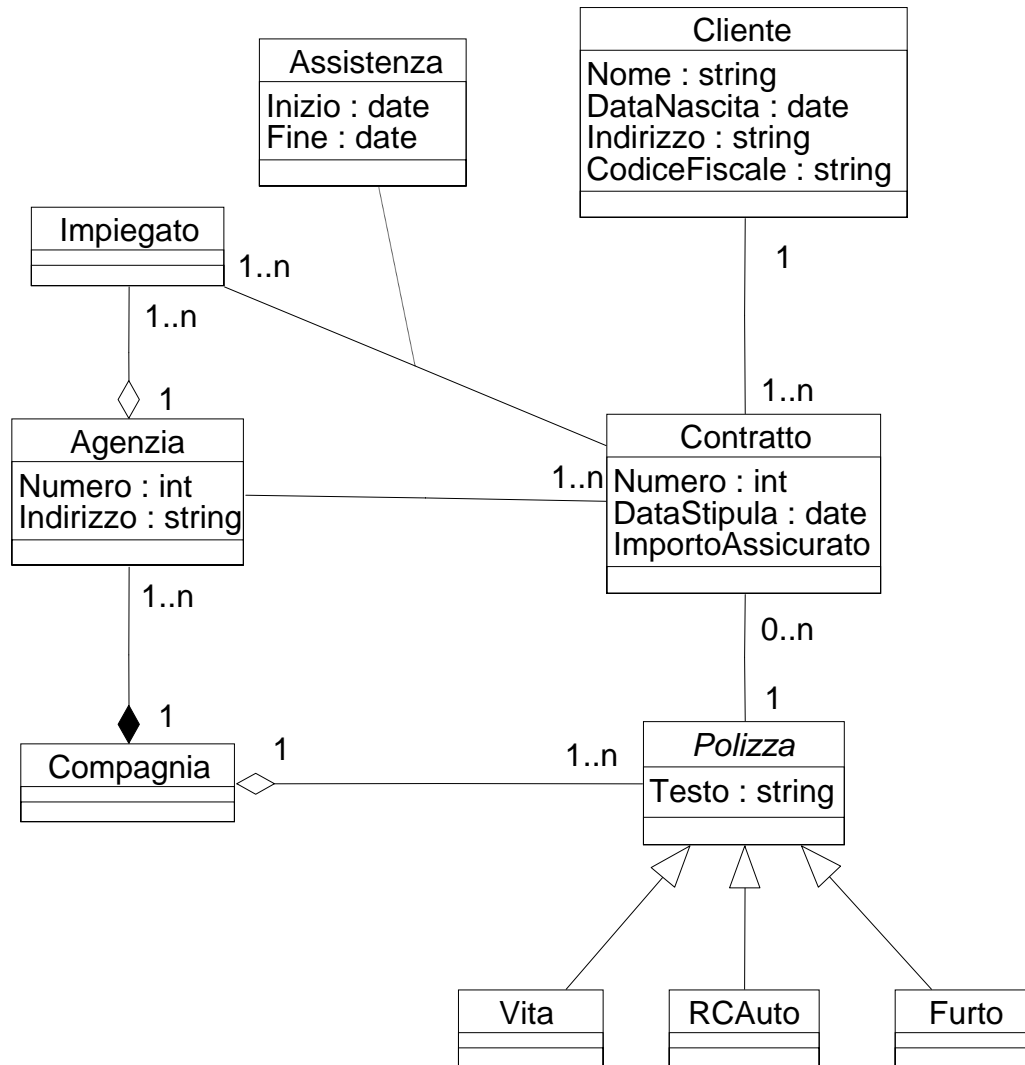 Cliente
Nome : string
DataNascita : date
Indirizzo : string
CodiceFiscale : string
Assistenza
Inizio : date
Fine : date
Impiegato
1..n
1
1..n
1
1..n
Agenzia
Numero : int
Indirizzo : string
1..n
Contratto
Numero : int
DataStipula : date
ImportoAssicurato
1..n
0..n
1
1
Compagnia
1
1..n
Polizza
Testo : string
Vita
RCAuto
Furto